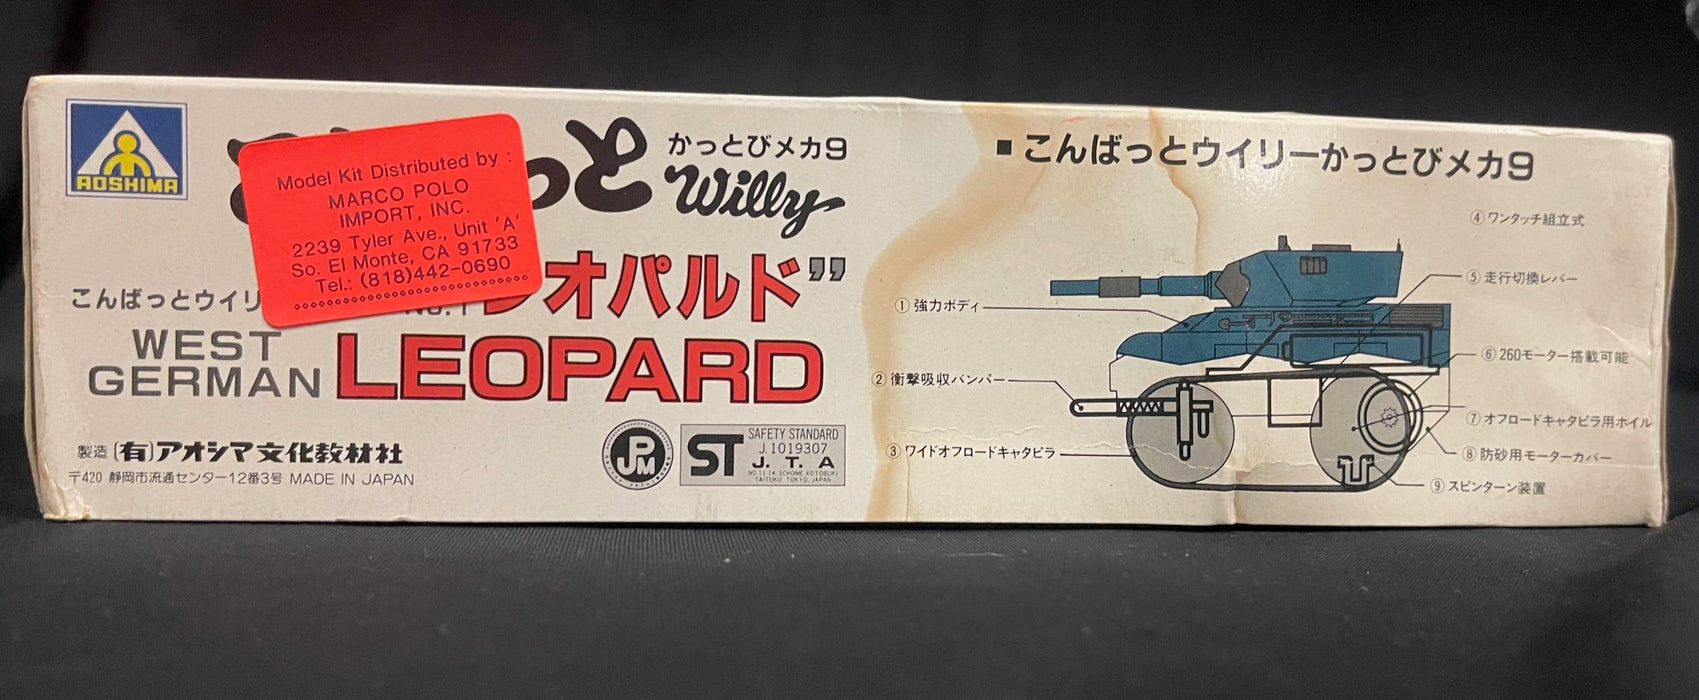 AOSHIMA
っと
かっとびメカ9
Willy
Model Kit Distributed by :
MARCO POLO
IMPORT, INC.
2239 Tyler Ave., Unit 'A'
So. El Monte, CA 91733
Tel.: (818)442-0690
こんばっとウイリ
No. 1
オパルド”
WEST
GERMAN
LEOPARD
製造 (有)アオシマ文化教材社
〒420 静岡市流通センター12番3号 MADE IN JAPAN
JPM
ST
SAFETY STANDARD
J.1019307
J. T. A
TAITOKU TOKYO, JAPAN
■こんばっとウイリーかっとびメカ9
①強力ボディ
②衝撃吸収バンパー
③ワイドオフロードキャタピラ
④ワンタッチ組立式
⑤走行切換レバー
⑥260モーター搭載可能
⑦オフロードキャタピラ用ホイル
⑧防砂用モーターカバー
⑨スピンターン装置